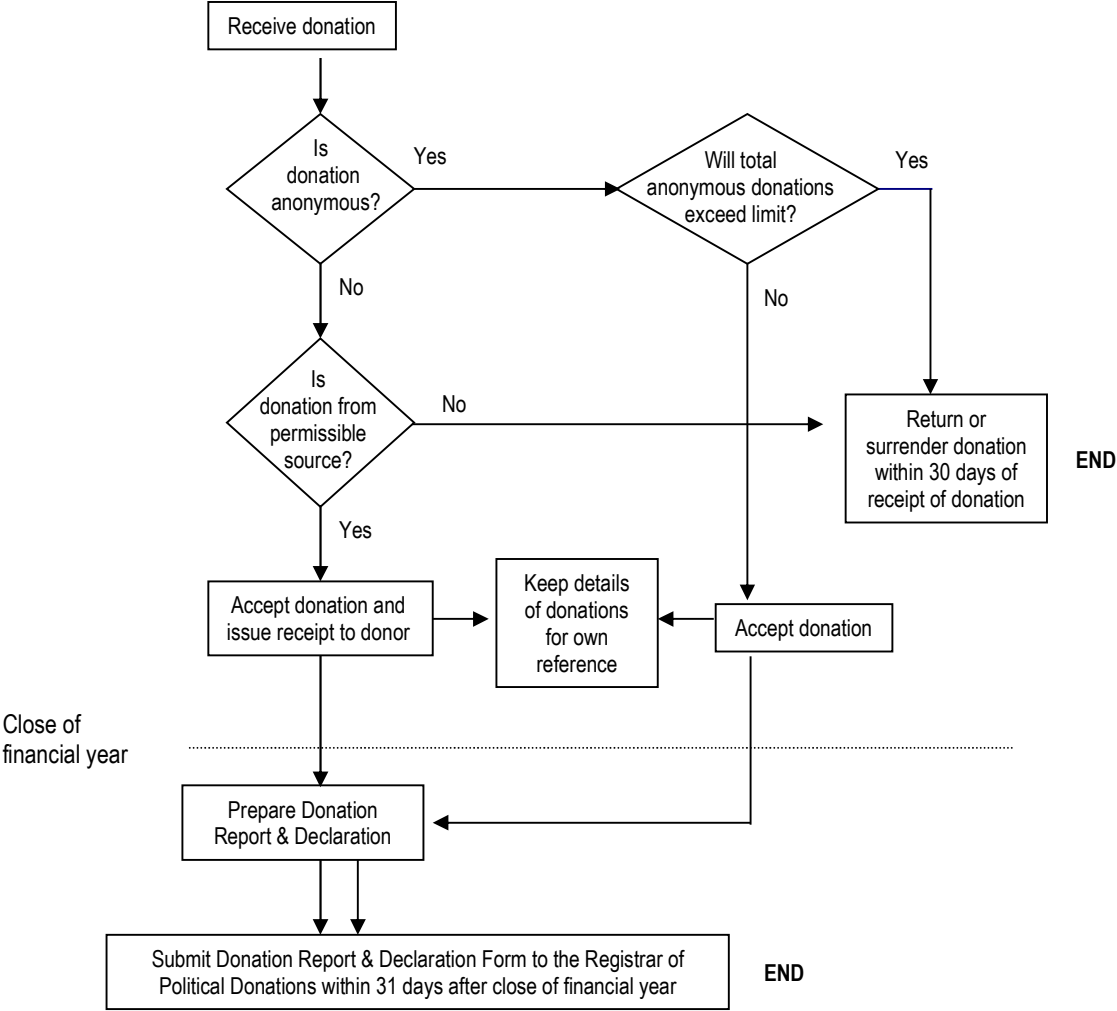 Receive donation
Is
donation
anonymous?
Yes
Will total
anonymous donations
exceed limit?
Yes
No
No
Is
donation from
permissible
source?
No
Return or
surrender donation
within 30 days of
receipt of donation
END
Yes
Accept donation and
issue receipt to donor
Keep details
of donations
for own
reference
Accept donation
Close of
financial year
Prepare Donation
Report & Declaration
Submit Donation Report & Declaration Form to the Registrar of
Political Donations within 31 days after close of financial year
END